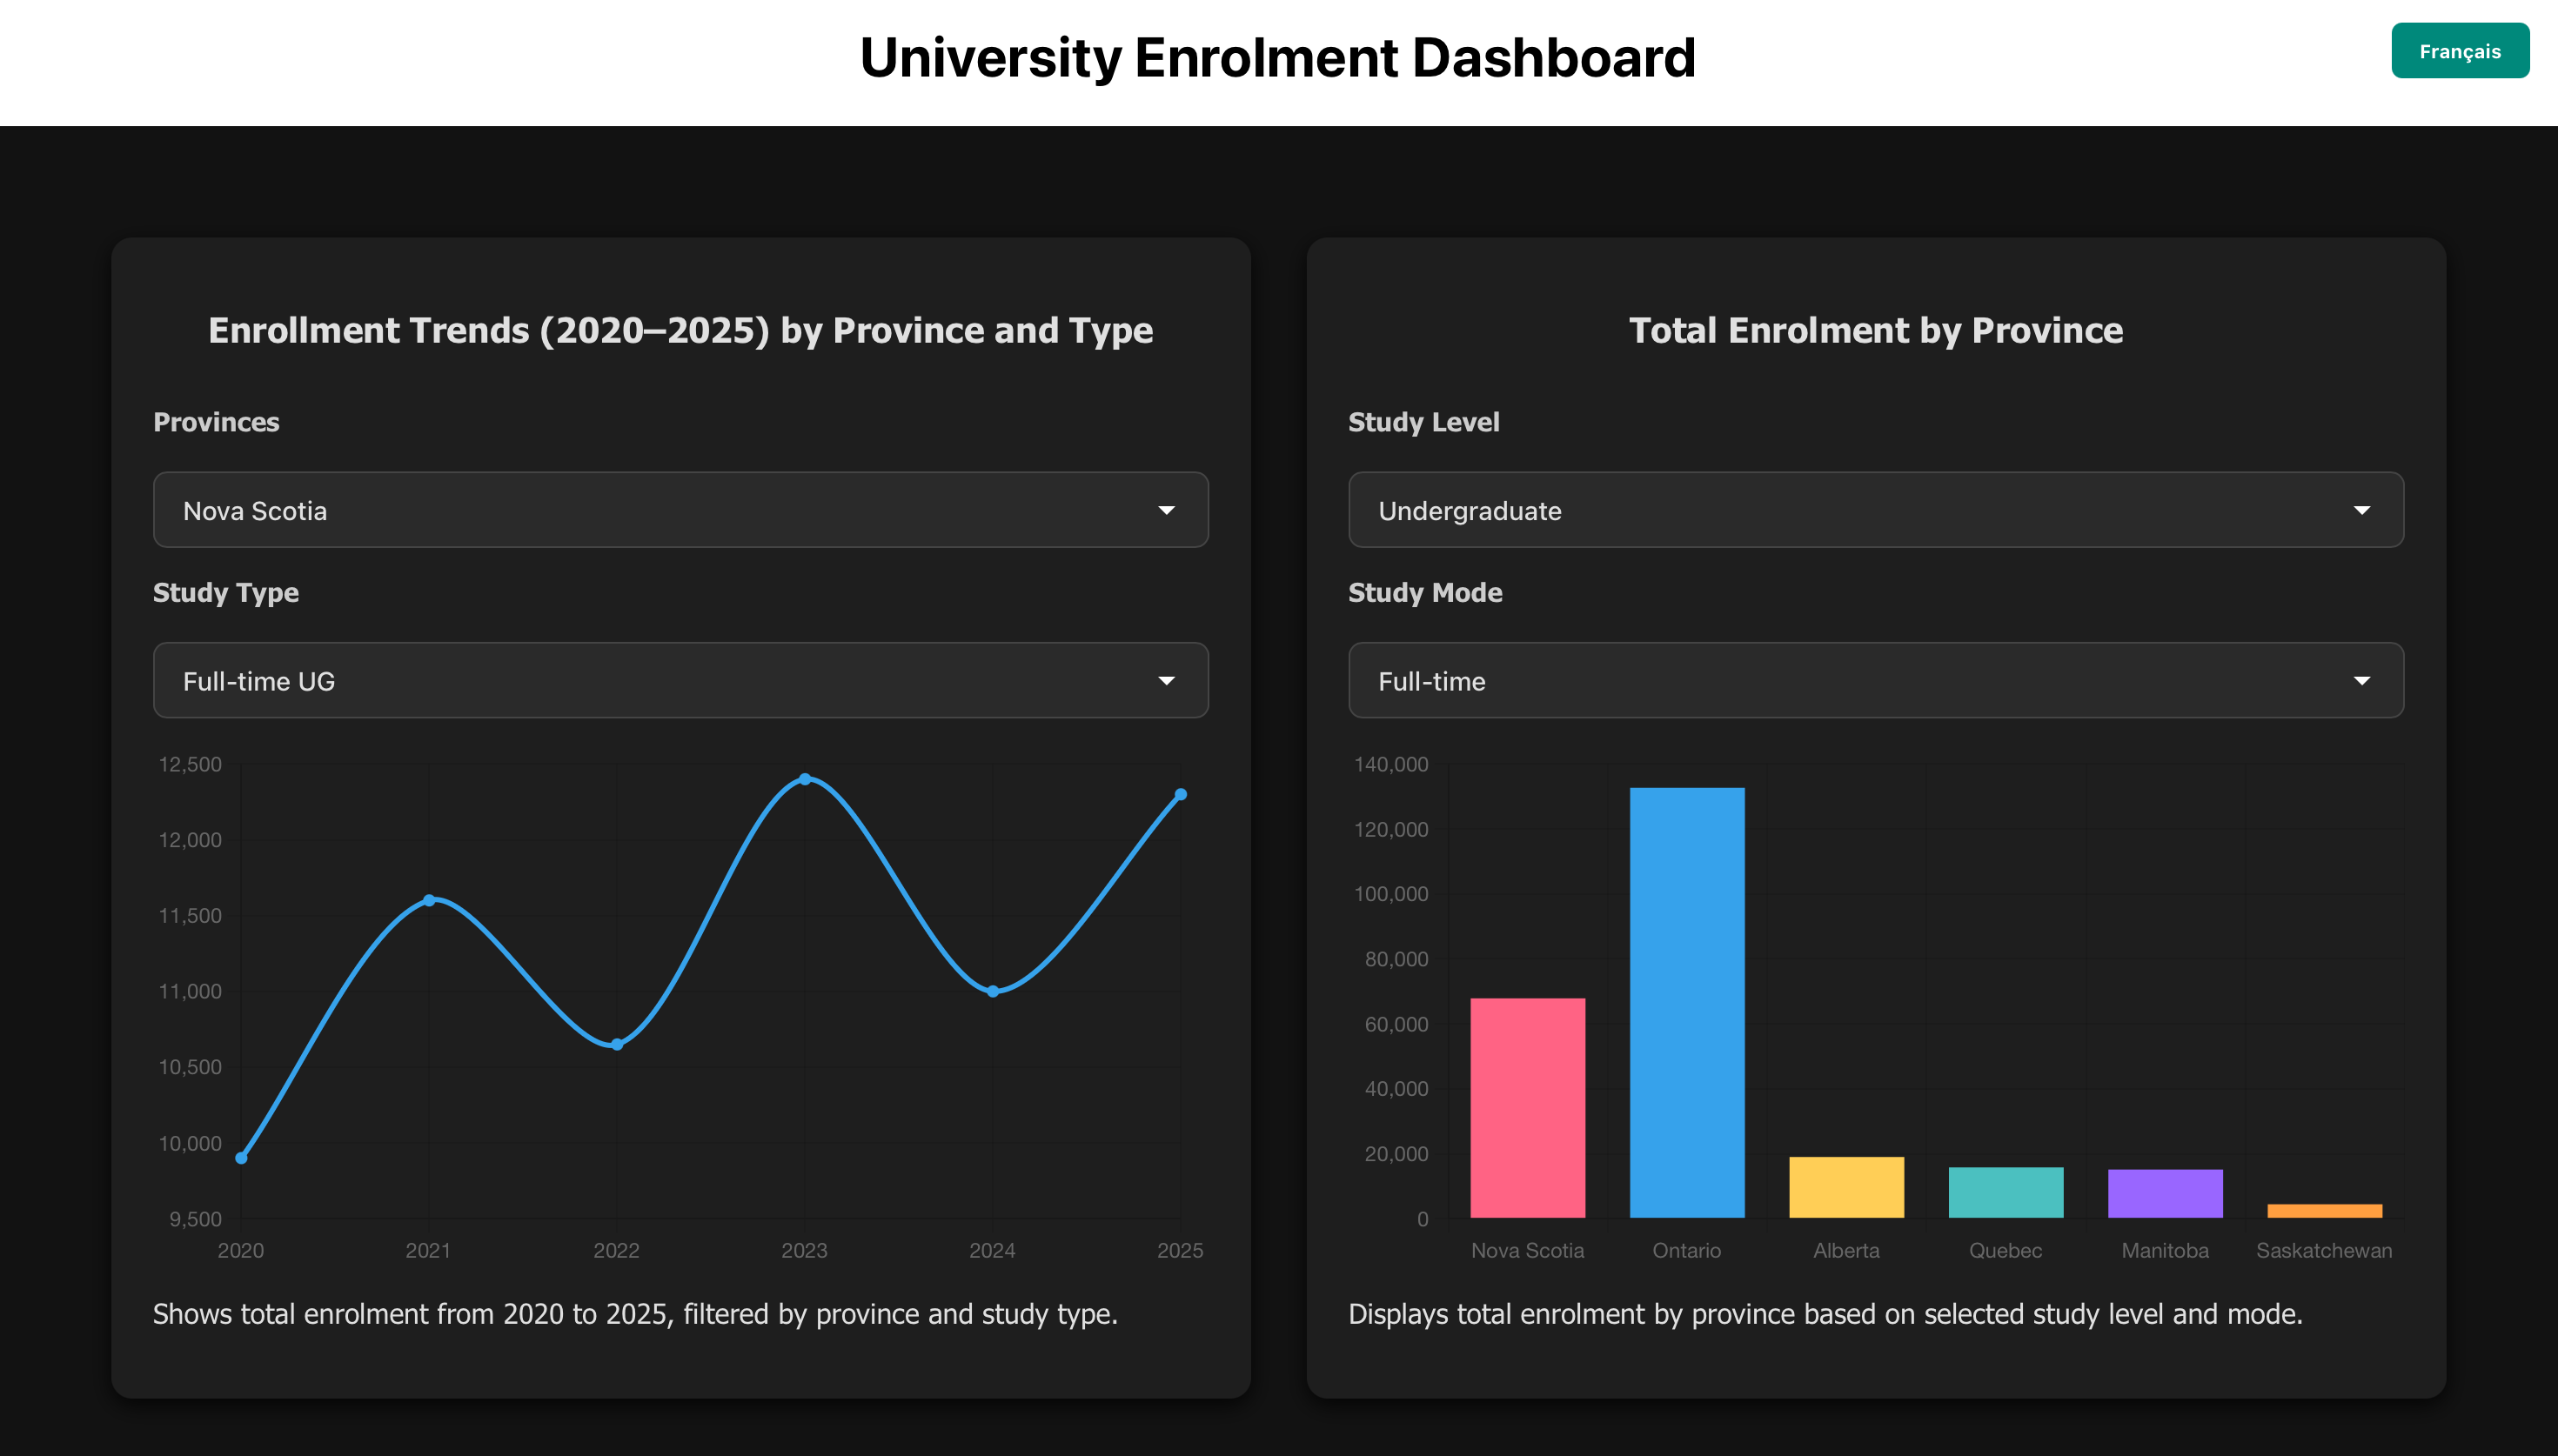 University Enrolment Dashboard
Français
Enrollment Trends (2020–2025) by Province and Type
Provinces
Nova Scotia
Study Type
Full-time UG
12,500
12,000
11,500
11,000
10,500
10,000
9,500
2020 2021 2022 2023 2024 2025
Shows total enrolment from 2020 to 2025, filtered by province and study type.
Total Enrolment by Province
Study Level
Undergraduate
Study Mode
Full-time
140,000
120,000
100,000
80,000
60,000
40,000
20,000
0
Nova Scotia Ontario Alberta Quebec Manitoba Saskatchewan
Displays total enrolment by province based on selected study level and mode.